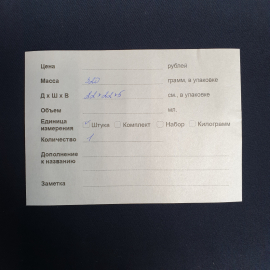 Цена рублей
Масса грамм, в упаковке
Д х Ш х В см, в упаковке
Объем мл.
Единица измерения Штука Комплект Набор Килограмм
Количество 1
Дополнение
к названию
Заметка